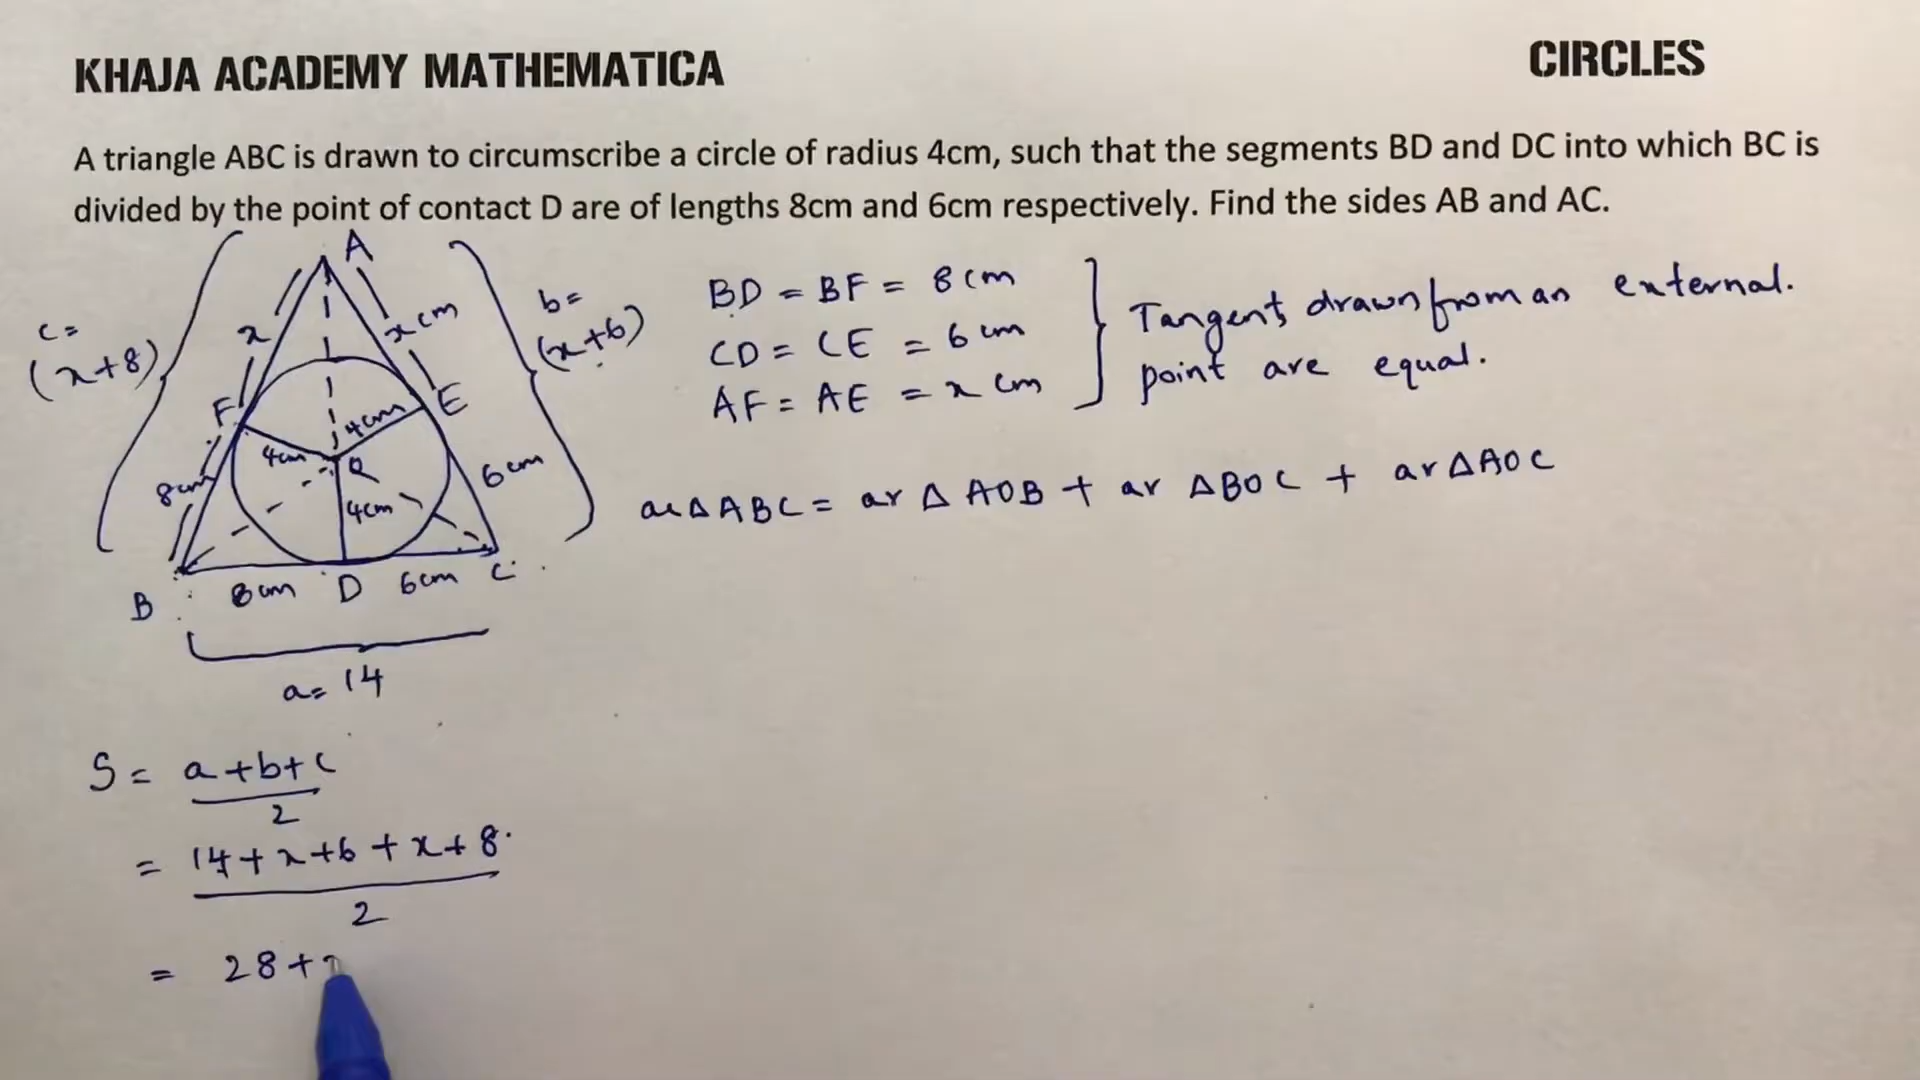 KHAJA ACADEMY MATHEMATICA
CIRCLES
A triangle ABC is drawn to circumscribe a circle of radius 4cm, such that the segments BD and DC into which BC is
divided by the point of contact D are of lengths 8cm and 6cm respectively. Find the sides AB and AC.
A
c =
(x+8)
x
x cm
b =
(x+6)
F
E
4cm
4cm
8cm
4cm
6cm
B
8cm
D
6cm
C
a = 14
BD = BF = 8 cm
CD = CE = 6 cm
AF = AE = x cm
Tangents drawn from an external.
point are equal.
ar Δ ABC = ar Δ AOB + ar ΔBOC + ar ΔAOC
S = a+b+c
2
= 14+x+6+x+8
2
= 28+